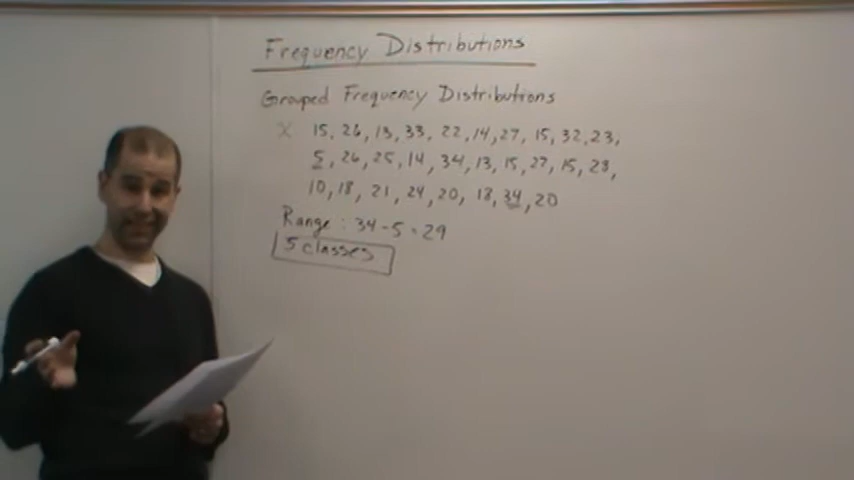 Frequency Distributions
Grouped Frequency Distributions
X 15, 26, 13, 33, 22, 14, 27, 15, 32, 23,
5, 26, 25, 14, 34, 13, 15, 27, 15, 23,
10, 18, 21, 24, 20, 18, 34, 20
Range: 34-5=29
5 classes